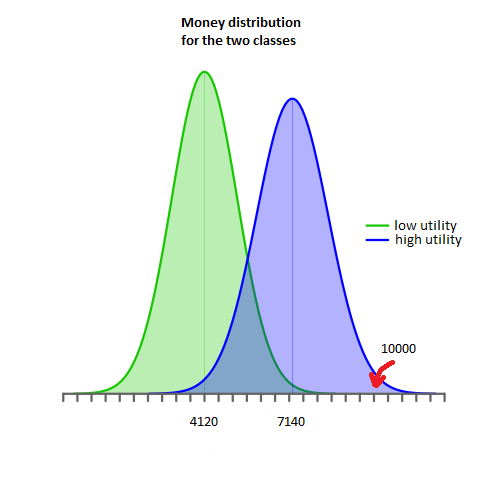 Money distribution
for the two classes
low utility
high utility
10000
4120
7140